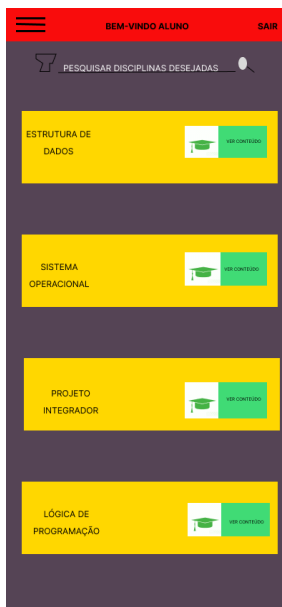 BEM-VINDO ALUNO SAIR
PESQUISAR DISCIPLINAS DESEJADAS
ESTRUTURA DE
DADOS
VER CONTEÚDO
SISTEMA
OPERACIONAL
VER CONTEÚDO
PROJETO
INTEGRADOR
VER CONTEÚDO
LÓGICA DE
PROGRAMAÇÃO
VER CONTEÚDO